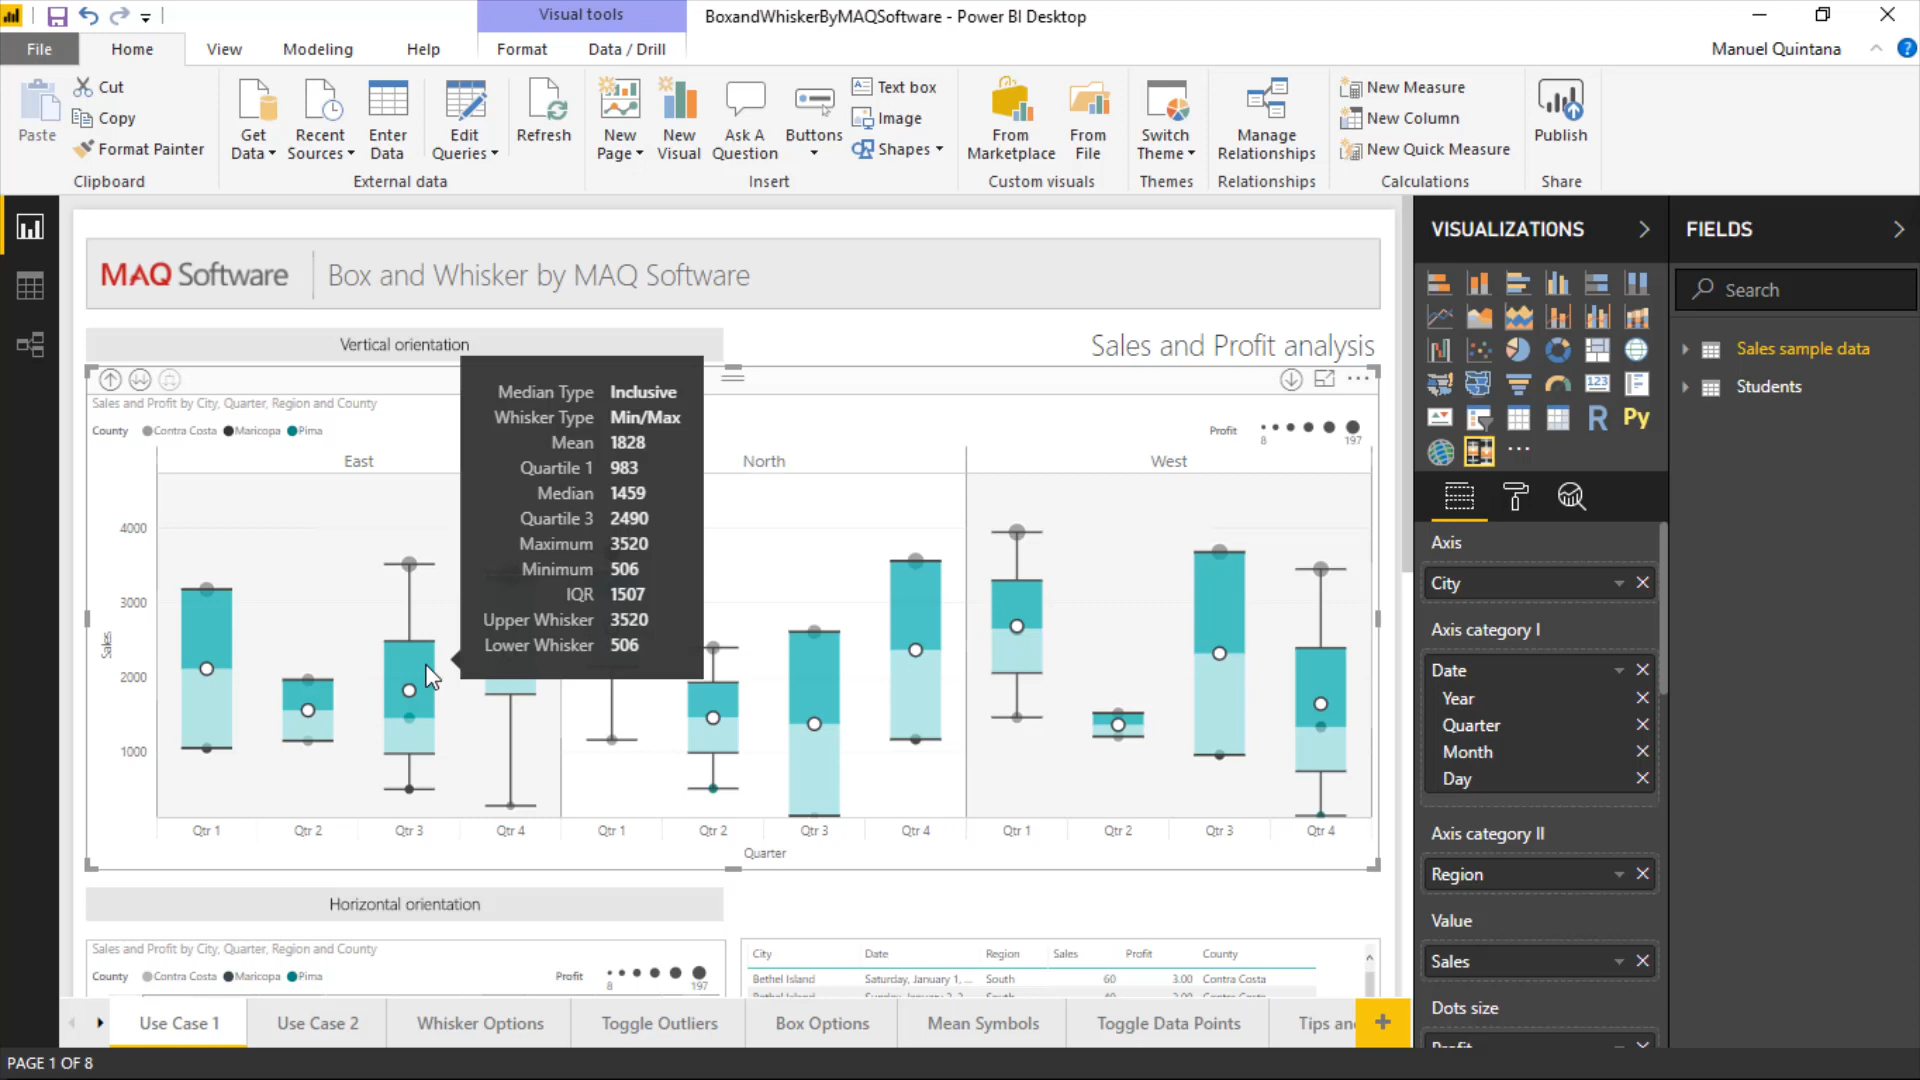 Visual tools
BoxandWhiskerByMAQSoftware - Power BI Desktop
File Home View Modeling Help Format Data / Drill Manuel Quintana ?
Paste
Cut
Copy
Format Painter
Clipboard
Get Data
Recent Sources
Enter Data
Edit Queries
Refresh
External data
New Page
New Visual
Ask A Question
Buttons
Text box
Image
Shapes
Insert
From Marketplace
From File
Custom visuals
Switch Theme
Themes
Manage Relationships
Relationships
New Measure
New Column
New Quick Measure
Calculations
Publish
Share
MAQ Software Box and Whisker by MAQ Software
Vertical orientation
Sales and Profit analysis
Sales and Profit by City, Quarter, Region and County
County Contra Costa Maricopa Pima
Profit
8 197
East North West
Median Type Inclusive
Whisker Type Min/Max
Mean 1828
Quartile 1 983
Median 1459
Quartile 3 2490
Maximum 3520
Minimum 506
IQR 1507
Upper Whisker 3520
Lower Whisker 506
4000
3000
2000
1000
Sales
Qtr 1 Qtr 2 Qtr 3 Qtr 4 Qtr 1 Qtr 2 Qtr 3 Qtr 4 Qtr 1 Qtr 2 Qtr 3 Qtr 4
Quarter
Horizontal orientation
Sales and Profit by City, Quarter, Region and County
County Contra Costa Maricopa Pima
Profit
8 197
City Date Region Sales Profit County
Bethel Island Saturday, January 1, ... South 60 3.00 Contra Costa
Use Case 1 Use Case 2 Whisker Options Toggle Outliers Box Options Mean Symbols Toggle Data Points Tips an +
PAGE 1 OF 8
VISUALIZATIONS
123
R
Py
Axis
City
Axis category I
Date
Year
Quarter
Month
Day
Axis category II
Region
Value
Sales
Dots size
Profit
FIELDS
Search
Sales sample data
Students